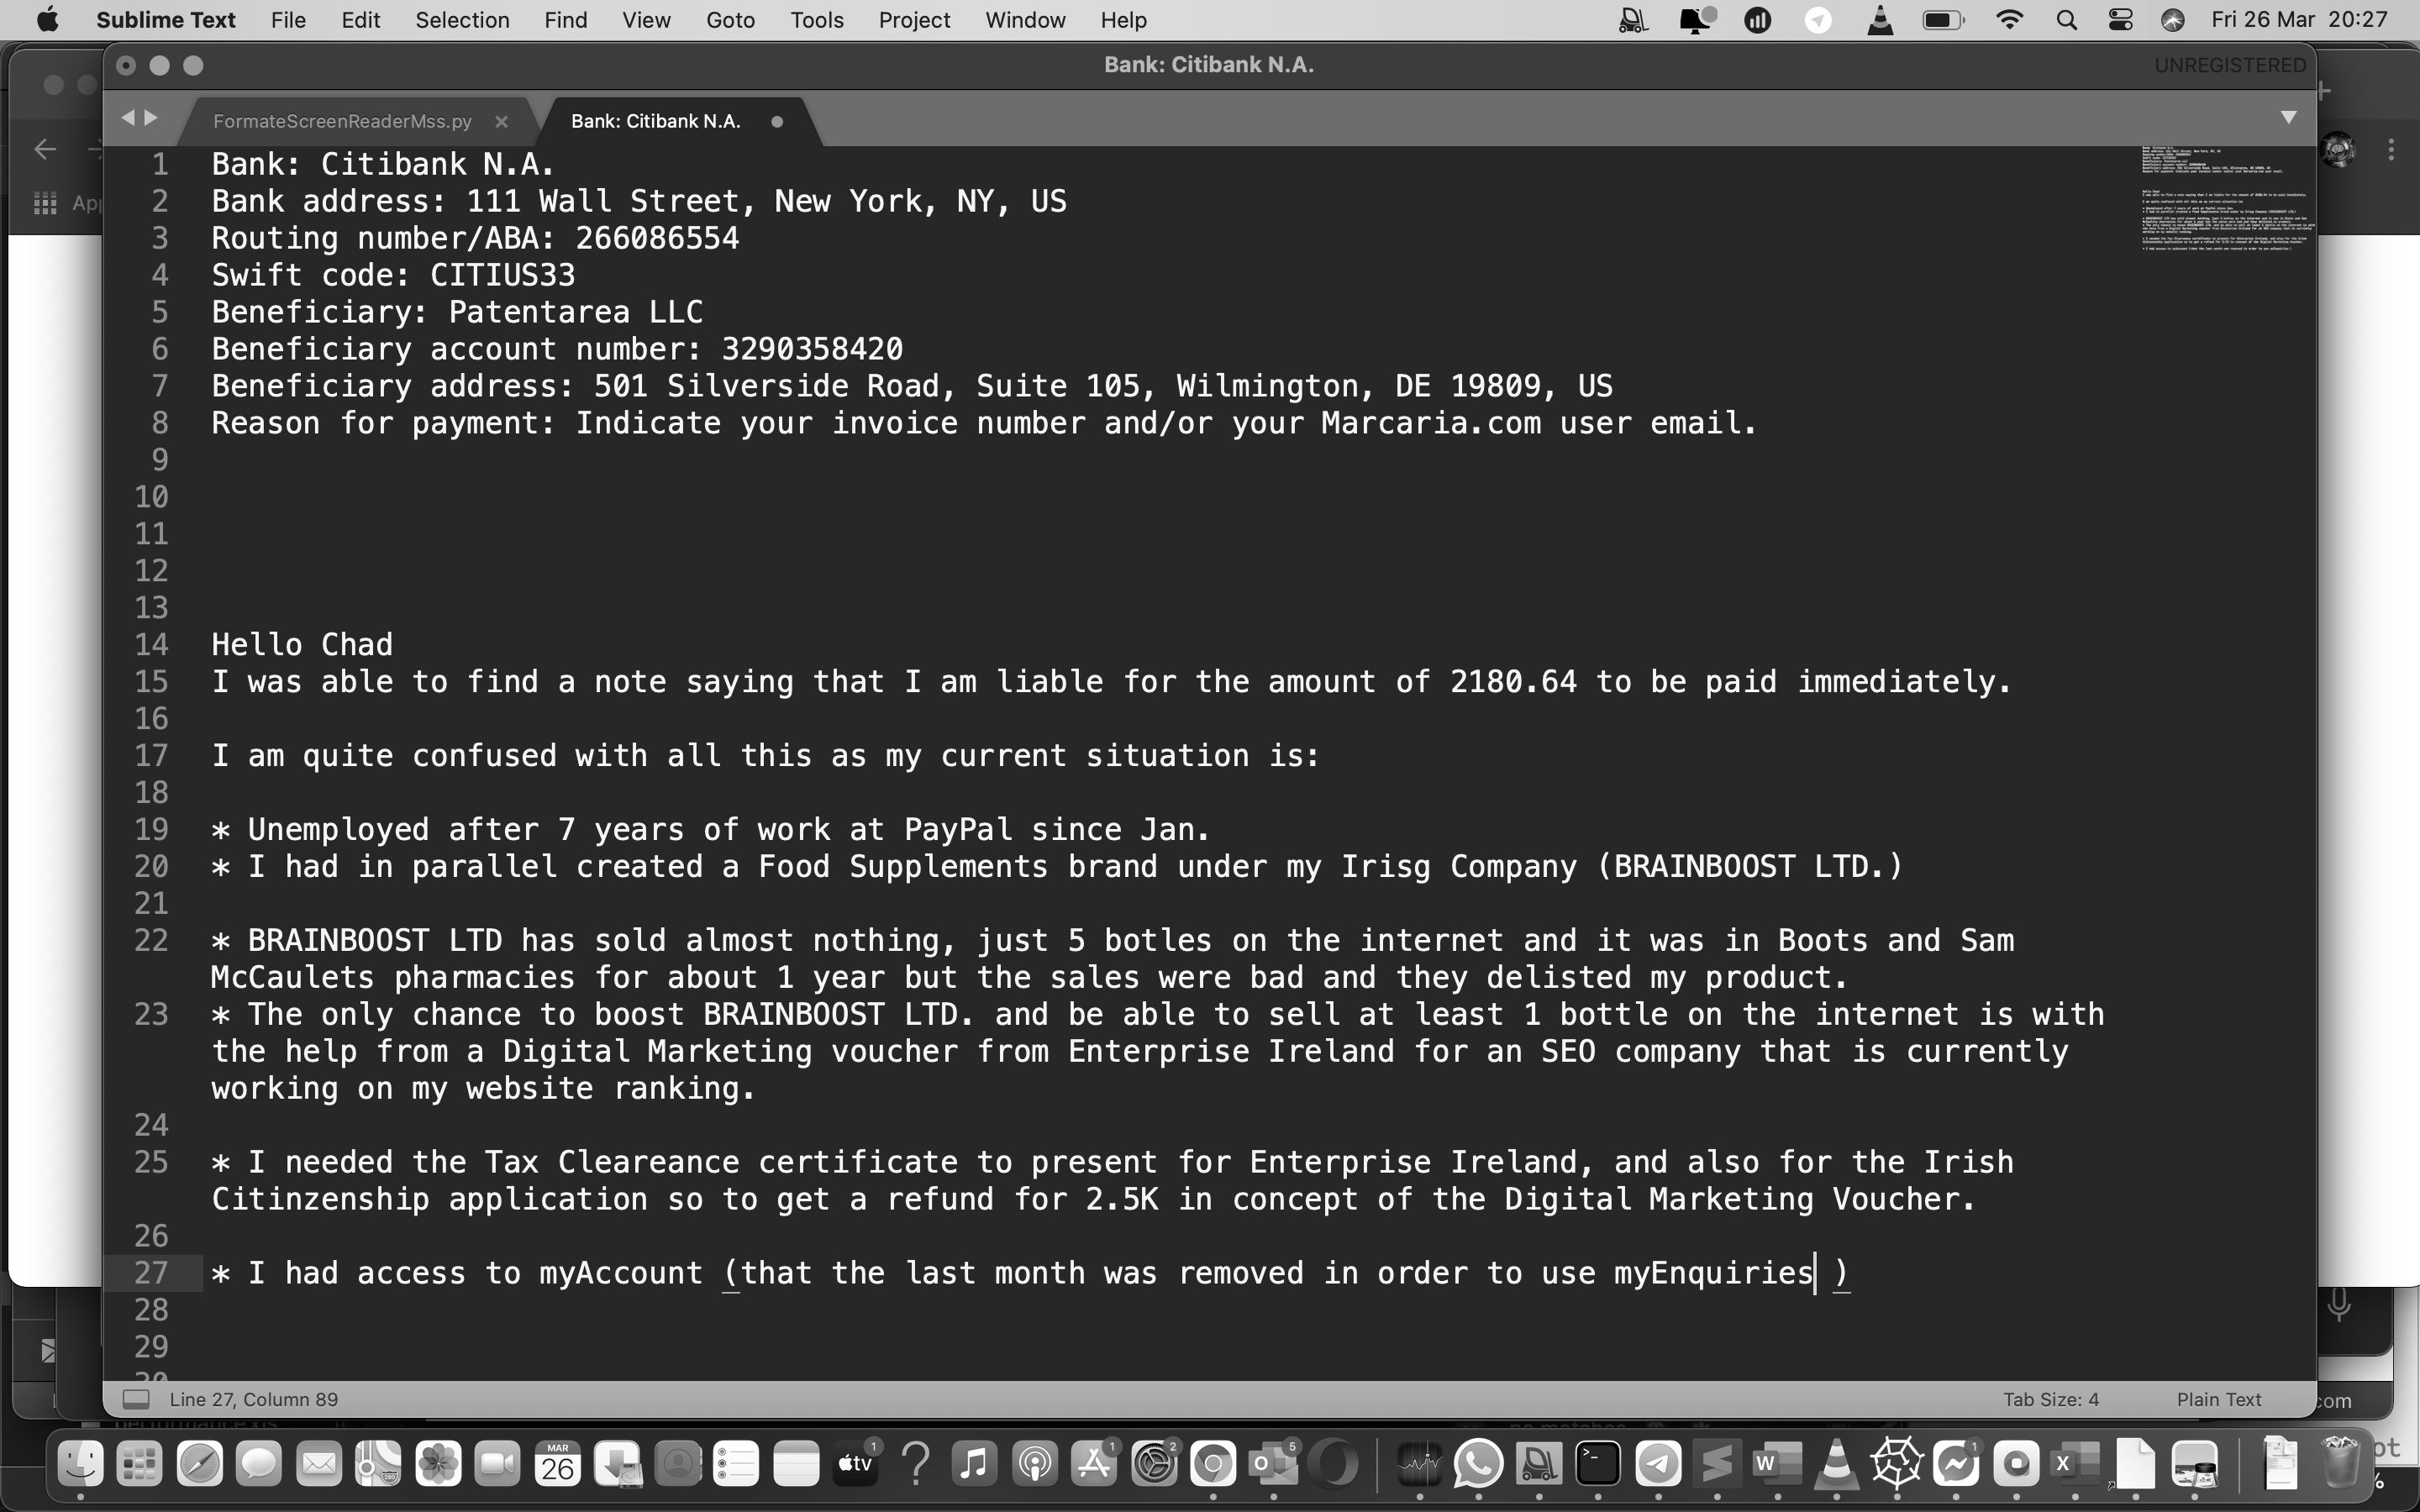 Sublime Text File Edit Selection Find View Goto Tools Project Window Help Fri 26 Mar 20:27
Bank: Citibank N.A. UNREGISTERED
FormateScreenReaderMss.py Bank: Citibank N.A.
App
1 Bank: Citibank N.A.
2 Bank address: 111 Wall Street, New York, NY, US
3 Routing number/ABA: 266086554
4 Swift code: CITIUS33
5 Beneficiary: Patentarea LLC
6 Beneficiary account number: 3290358420
7 Beneficiary address: 501 Silverside Road, Suite 105, Wilmington, DE 19809, US
8 Reason for payment: Indicate your invoice number and/or your Marcaria.com user email.
9
10
11
12
13
14 Hello Chad
15 I was able to find a note saying that I am liable for the amount of 2180.64 to be paid immediately.
16
17 I am quite confused with all this as my current situation is:
18
19 * Unemployed after 7 years of work at PayPal since Jan.
20 * I had in parallel created a Food Supplements brand under my Irisg Company (BRAINBOOST LTD.)
21
22 * BRAINBOOST LTD has sold almost nothing, just 5 botles on the internet and it was in Boots and Sam
McCaulets pharmacies for about 1 year but the sales were bad and they delisted my product.
23 * The only chance to boost BRAINBOOST LTD. and be able to sell at least 1 bottle on the internet is with
the help from a Digital Marketing voucher from Enterprise Ireland for an SEO company that is currently
working on my website ranking.
24
25 * I needed the Tax Cleareance certificate to present for Enterprise Ireland, and also for the Irish
Citinzenship application so to get a refund for 2.5K in concept of the Digital Marketing Voucher.
26
27 * I had access to myAccount (that the last month was removed in order to use myEnquiries )
28
29
30
Line 27, Column 89 Tab Size: 4 Plain Text
com
MAR
26
tv
1
1
2
5
1